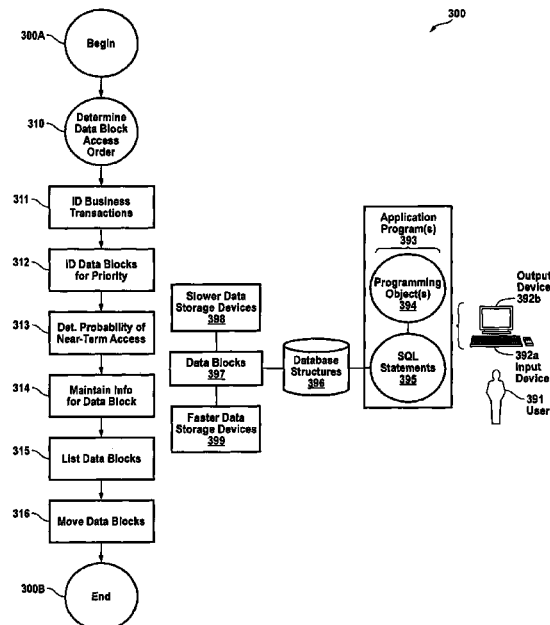 300
300A
Begin
310
Determine
Data Block
Access
Order
311
ID Business
Transactions
312
ID Data Blocks
for Priority
313
Det. Probability of
Near-Term Access
314
Maintain Info
for Data Block
315
List Data Blocks
316
Move Data Blocks
300B
End
Slower Data
Storage Devices
398
Data Blocks
397
Faster Data
Storage Devices
399
Database
Structures
396
Application
Program(s)
393
Programming
Object(s)
394
SQL
Statements
395
Output
Device
392b
392a
Input
Device
391
User